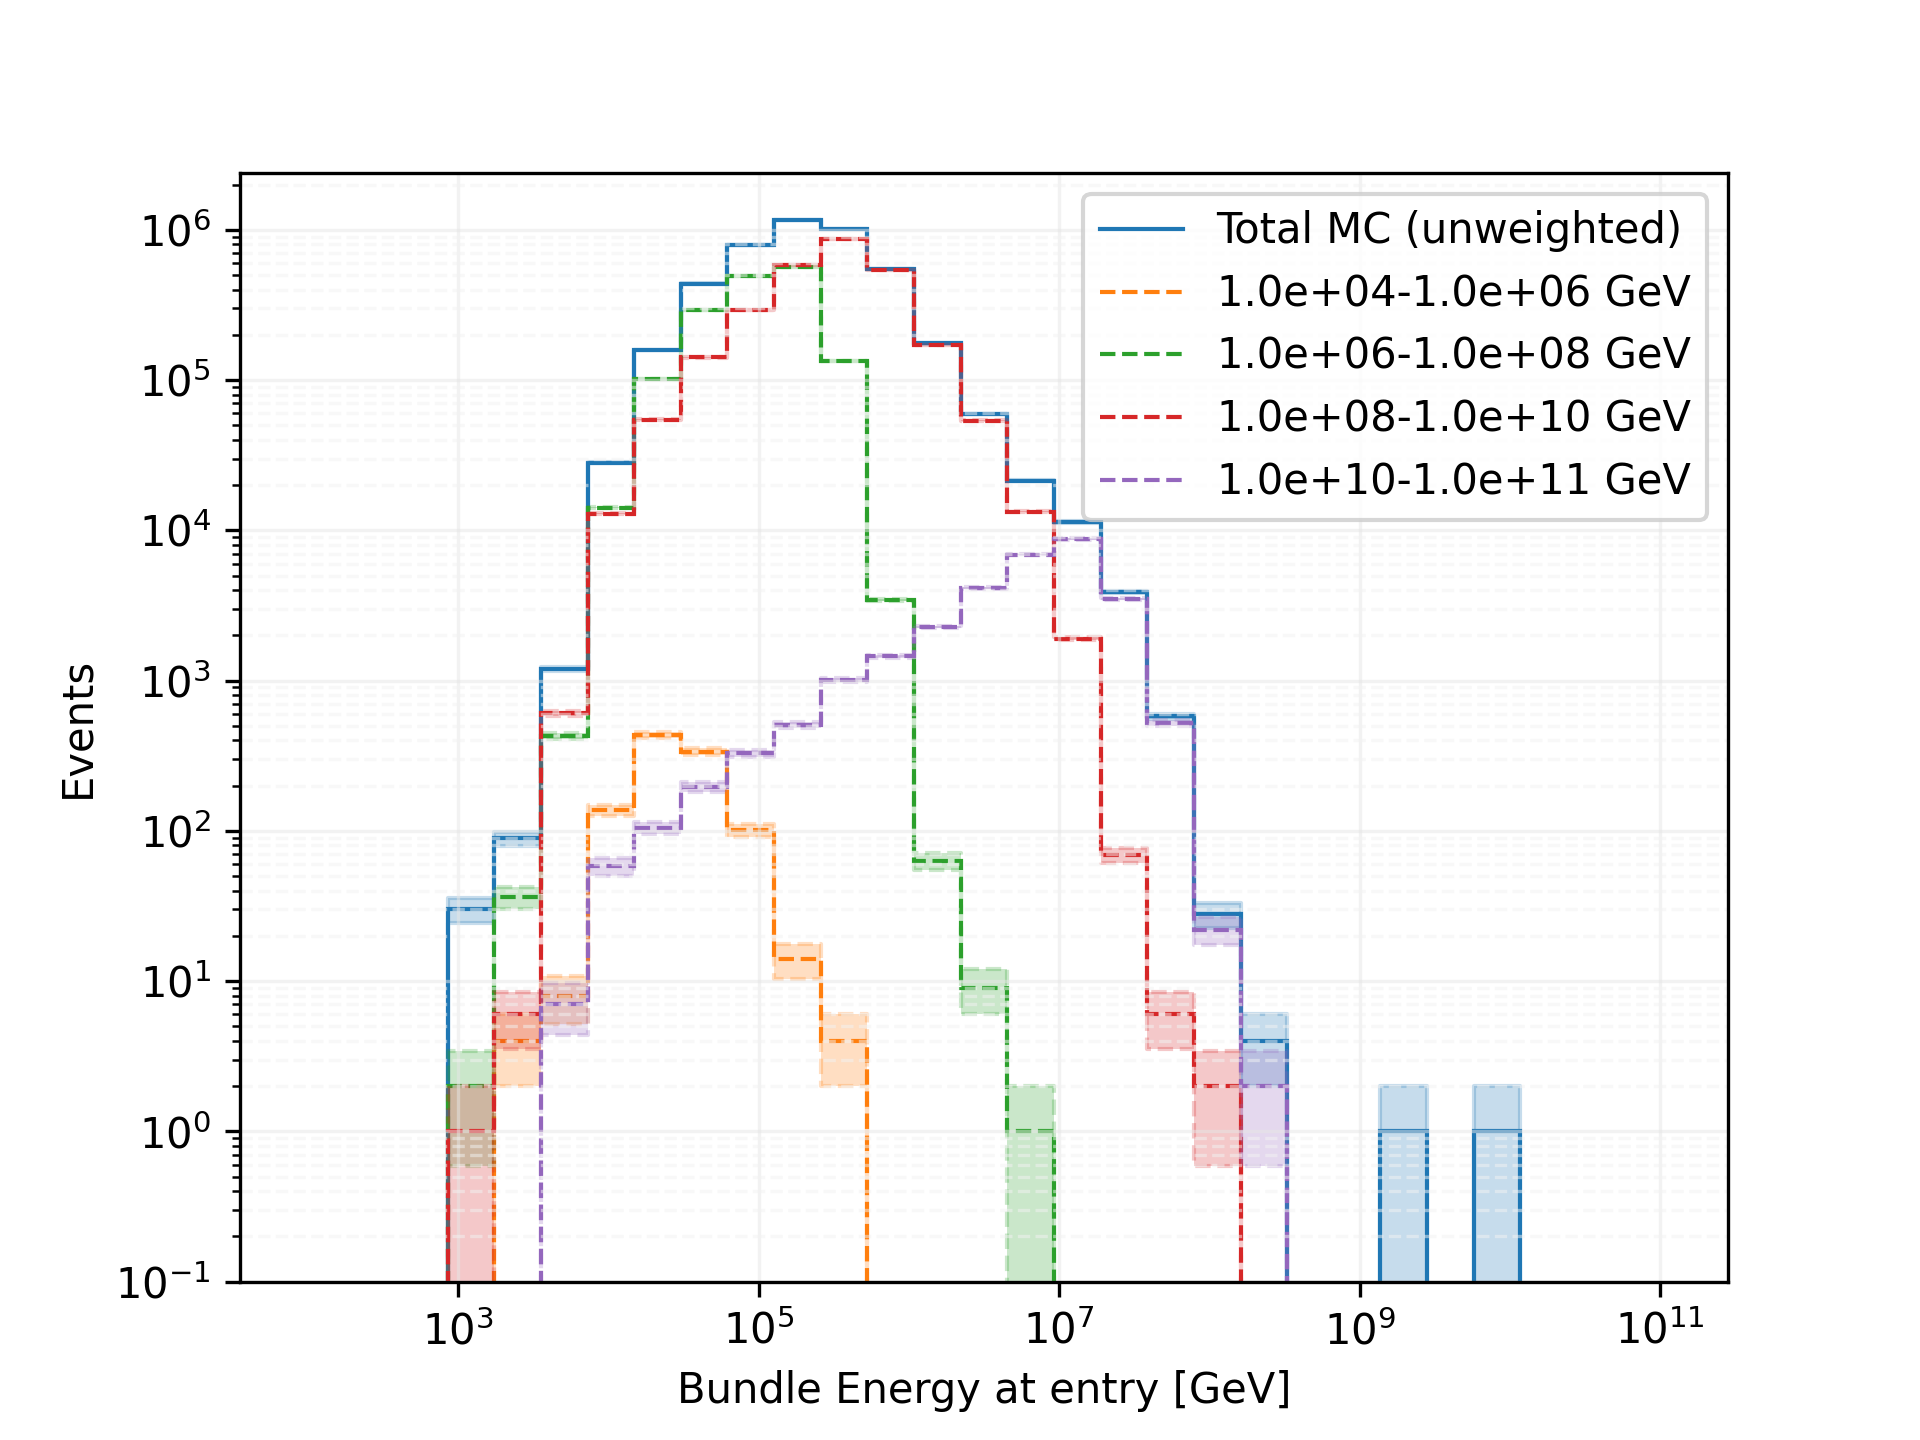 Total MC (unweighted)
1.0e+04-1.0e+06 GeV
1.0e+06-1.0e+08 GeV
1.0e+08-1.0e+10 GeV
1.0e+10-1.0e+11 GeV
10⁶
10⁵
10⁴
10³
10²
10¹
10⁰
10⁻¹
Events
10³ 10⁵ 10⁷ 10⁹ 10¹¹
Bundle Energy at entry [GeV]